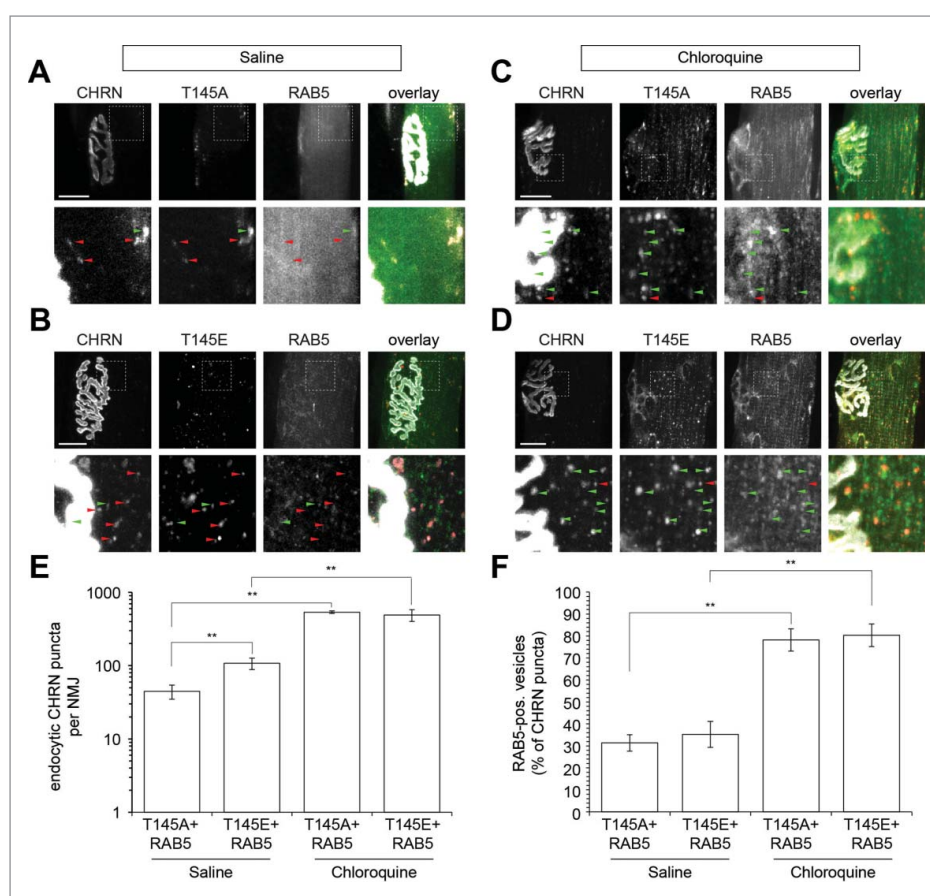 Saline
Chloroquine
A
CHRN T145A RAB5 overlay
C
CHRN T145A RAB5 overlay
B
CHRN T145E RAB5 overlay
D
CHRN T145E RAB5 overlay
E
endocytic CHRN puncta
per NMJ
1000
100
10
1
**
**
**
T145A+ T145E+ T145A+ T145E+
RAB5 RAB5 RAB5 RAB5
Saline Chloroquine
F
RAB5-pos. vesicles
(% of CHRN puncta)
100
90
80
70
60
50
40
30
20
10
0
**
**
T145A+ T145E+ T145A+ T145E+
RAB5 RAB5 RAB5 RAB5
Saline Chloroquine